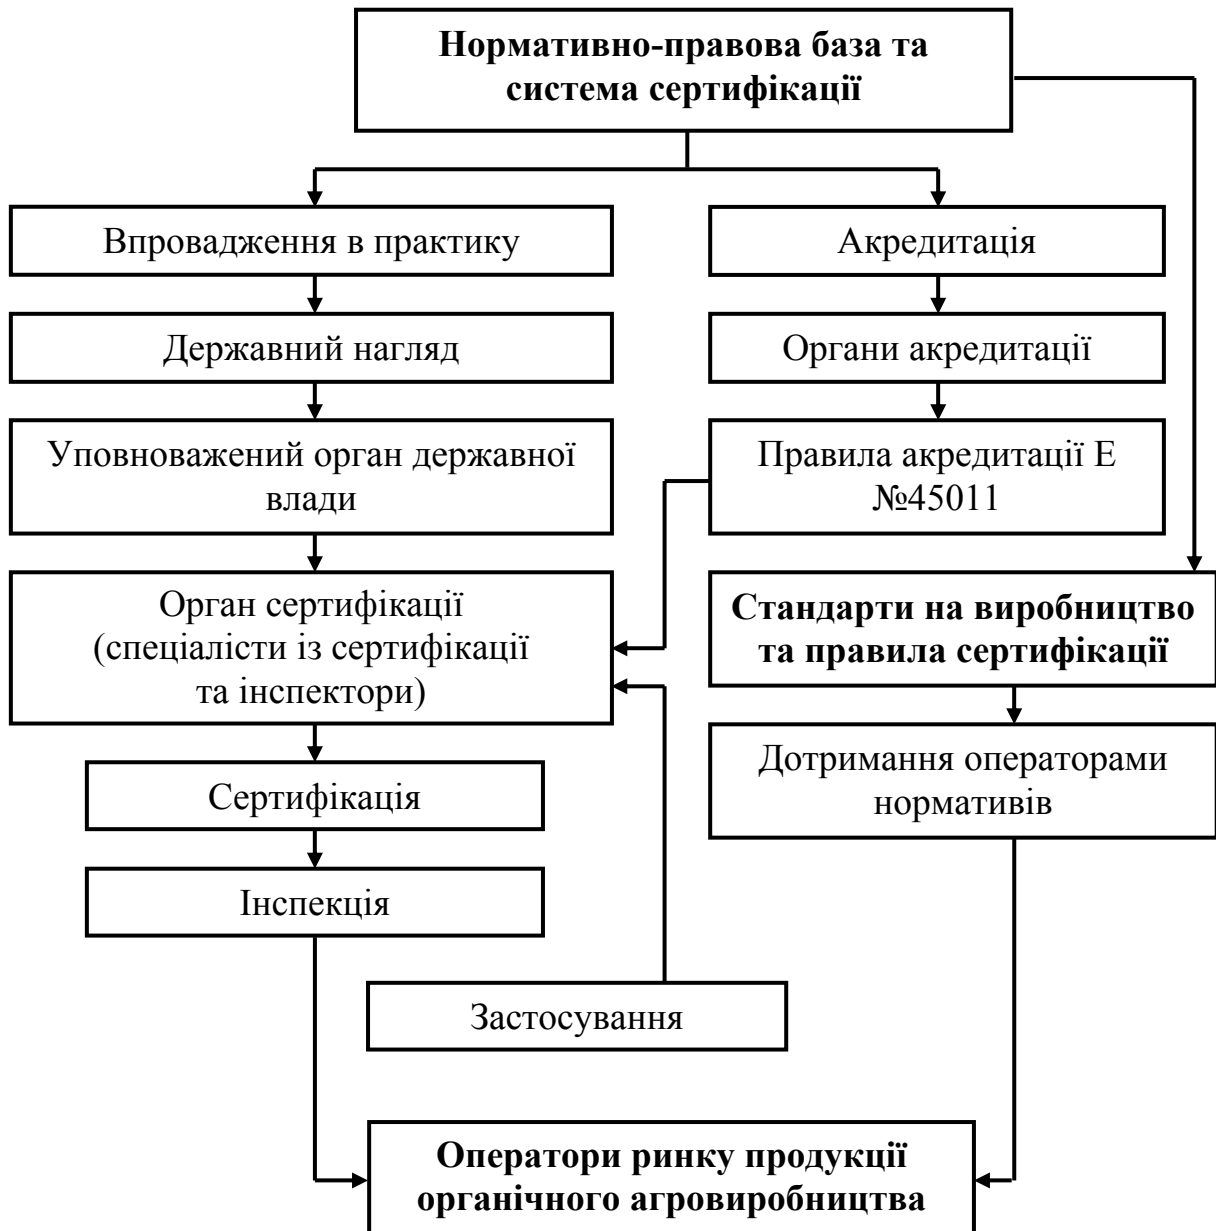 Нормативно-правова база та
система сертифікації
Впровадження в практику
Акредитація
Державний нагляд
Органи акредитації
Уповноважений орган державної
влади
Правила акредитації Е
№45011
Орган сертифікації
(спеціалісти із сертифікації
та інспектори)
Стандарти на виробництво
та правила сертифікації
Сертифікація
Дотримання операторами
нормативів
Інспекція
Застосування
Оператори ринку продукції
органічного агровиробництва